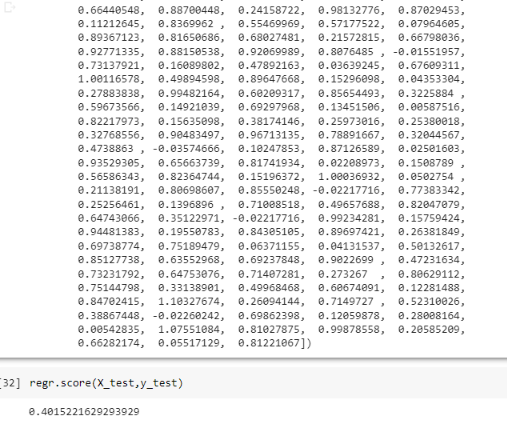 0.66440548, 0.88700448, 0.24158722, 0.98132776, 0.87029453,
0.11212645, 0.8369962 , 0.55469969, 0.57177522, 0.07964605,
0.89367123, 0.81650686, 0.68027481, 0.21572815, 0.66798036,
0.92771335, 0.88150538, 0.92069989, 0.8076485 , -0.01551957,
0.73137921, 0.16089802, 0.47892163, 0.03639245, 0.67609311,
1.00116578, 0.49894598, 0.89647668, 0.15296098, 0.04353304,
0.27883838, 0.99482164, 0.60209317, 0.85654493, 0.3225884 ,
0.59673566, 0.14921039, 0.69297968, 0.13451506, 0.00587516,
0.82217973, 0.15635098, 0.38174146, 0.25973016, 0.25380018,
0.32768556, 0.90483497, 0.96713135, 0.78891667, 0.32044567,
0.4738863 , -0.03574666, 0.10247853, 0.87126589, 0.02501603,
0.93529305, 0.65663739, 0.81741934, 0.02208973, 0.1508789 ,
0.56586343, 0.82364744, 0.15196372, 1.00036932, 0.0502754 ,
0.21138191, 0.80698607, 0.85550248, -0.02217716, 0.77383342,
0.25256461, 0.1396896 , 0.71008518, 0.49657688, 0.82047079,
0.64743066, 0.35122971, -0.02217716, 0.99234281, 0.15759424,
0.94481383, 0.19550783, 0.84305105, 0.89697421, 0.26381849,
0.69738774, 0.75189479, 0.06371155, 0.04131537, 0.50132617,
0.85127738, 0.63552968, 0.69237848, 0.9022699 , 0.47231634,
0.73231792, 0.64753076, 0.71407281, 0.273267  , 0.80629112,
0.75144798, 0.33138901, 0.49968468, 0.60674091, 0.12281488,
0.84702415, 1.10327674, 0.26094144, 0.7149727 , 0.52310026,
0.38867448, -0.02260242, 0.69862398, 0.12059878, 0.28008164,
0.00542835, 1.07551084, 0.81027875, 0.99878558, 0.20585209,
0.66282174, 0.05517129, 0.81221067])
[32] regr.score(X_test,y_test)
0.4015221629293929